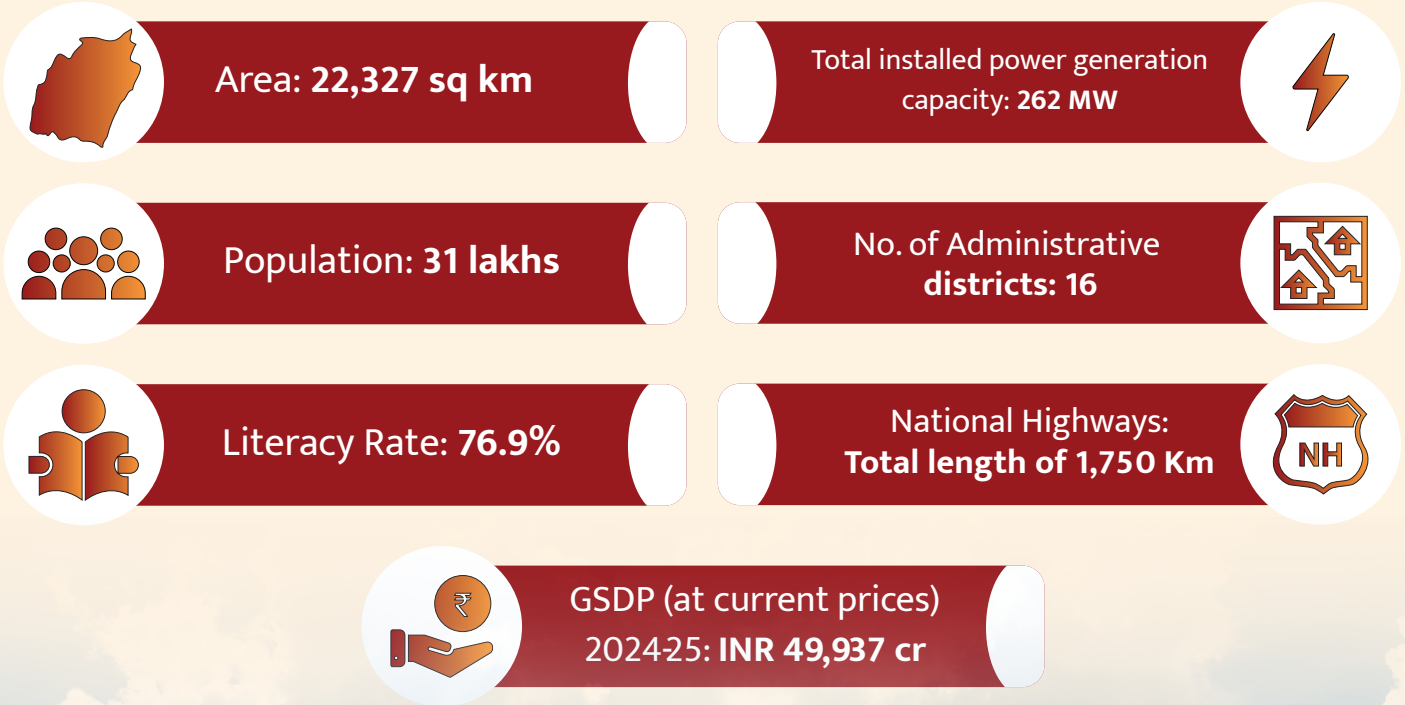 Area: 22,327 sq km
Total installed power generation
capacity: 262 MW
Population: 31 lakhs
No. of Administrative
districts: 16
Literacy Rate: 76.9%
National Highways:
Total length of 1,750 Km
NH
₹
GSDP (at current prices)
2024-25: INR 49,937 cr